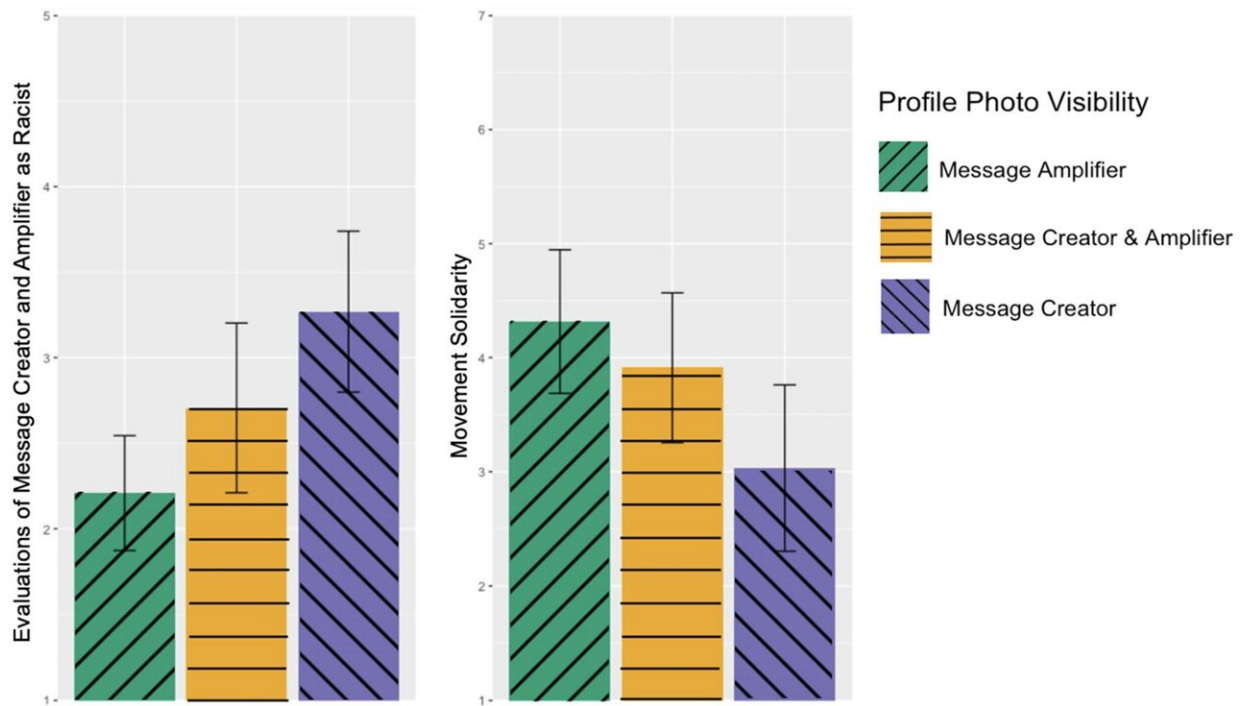 Evaluations of Message Creator and Amplifier as Racist
5
4
3
2
1
Movement Solidarity
7
6
5
4
3
2
1
Profile Photo Visibility
Message Amplifier
Message Creator & Amplifier
Message Creator